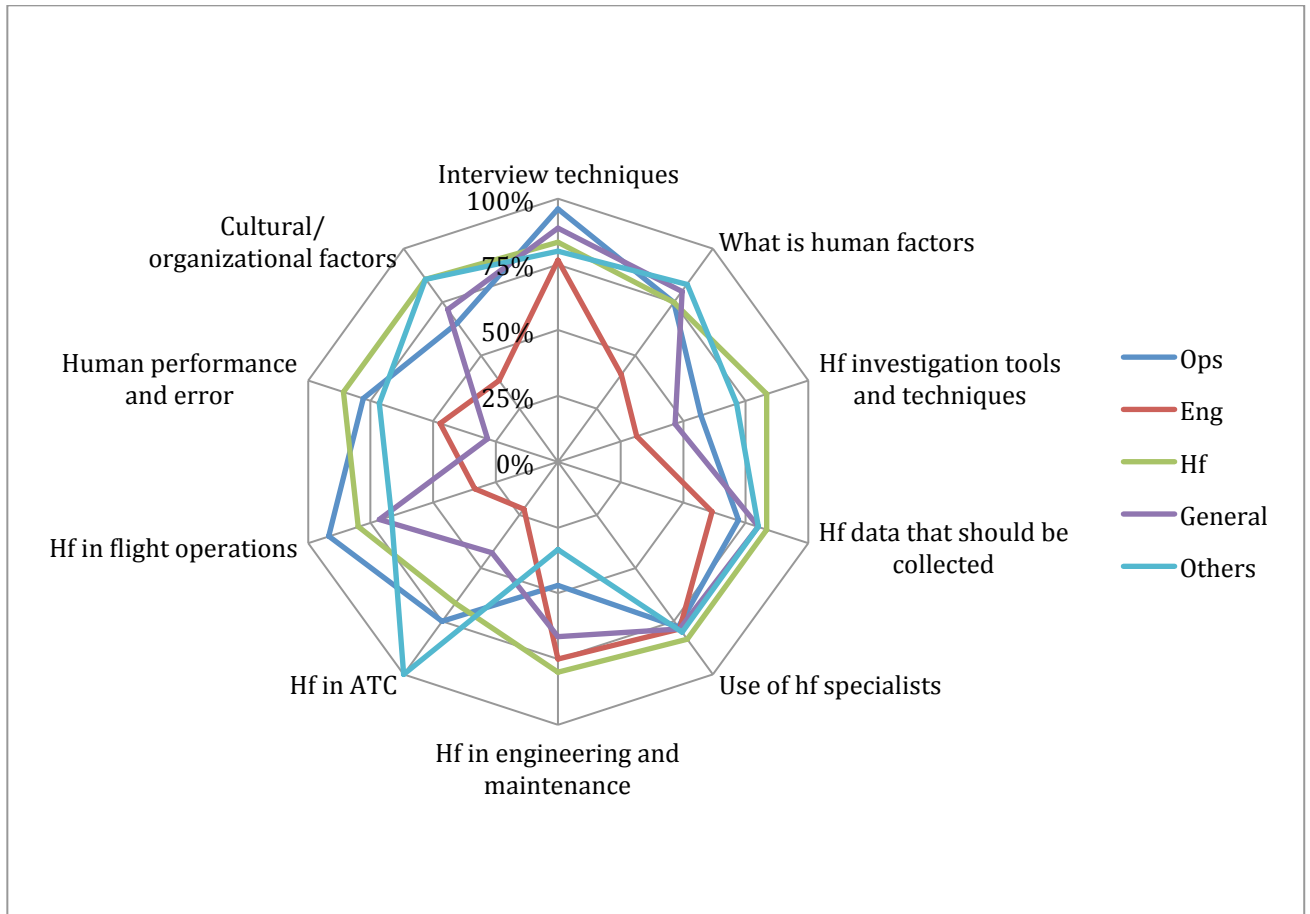 Interview techniques
100%
Cultural/
organizational factors
What is human factors
75%
50%
Human performance
and error
Hf investigation tools
and techniques
Ops
25%
Eng
0%
Hf
Hf in flight operations
Hf data that should be
collected
General
Others
Hf in ATC
Use of hf specialists
Hf in engineering and
maintenance